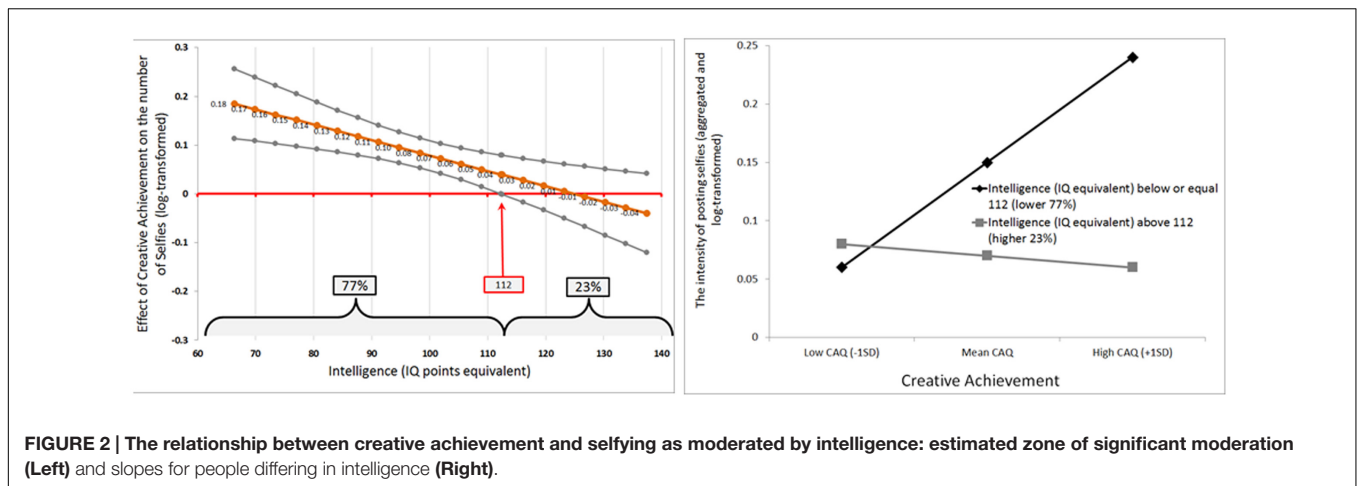 Effect of Creative Achievement on the number
of Selfies (log-transformed)
0.3
0.2
0.1
0
-0.1
-0.2
-0.3
0.18
0.17
0.16
0.15
0.14
0.13
0.12
0.11
0.10
0.08
0.07
0.06
0.05
0.04
0.03
0.02
0.01
-0.01
-0.02
-0.03
-0.04
77%
112
23%
60 70 80 90 100 110 120 130 140
Intelligence (IQ points equivalent)
The intensity of posting selfies (aggregated and
log-transformed)
0.25
0.2
0.15
0.1
0.05
0
Intelligence (IQ equivalent) below or equal
112 (lower 77%)
Intelligence (IQ equivalent) above 112
(higher 23%)
Low CAQ (-1SD) Mean CAQ High CAQ (+1SD)
Creative Achievement
FIGURE 2 | The relationship between creative achievement and selfying as moderated by intelligence: estimated zone of significant moderation
(Left) and slopes for people differing in intelligence (Right).